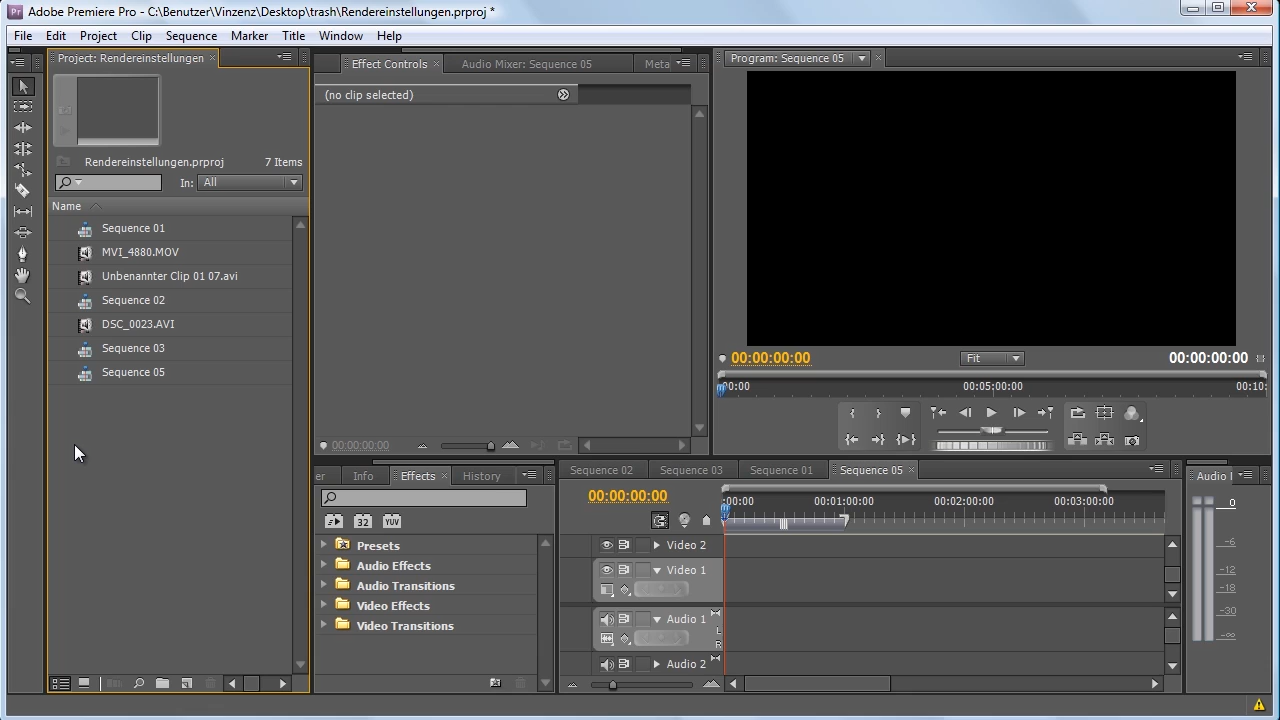 Adobe Premiere Pro - C:\Benutzer\Vinzenz\Desktop\trash\Rendereinstellungen.prproj *
File Edit Project Clip Sequence Marker Title Window Help
Project: Rendereinstellungen
Rendereinstellungen.prproj 7 Items
In: All
Name
Sequence 01
MVI_4880.MOV
Unbenannter Clip 01 07.avi
Sequence 02
DSC_0023.AVI
Sequence 03
Sequence 05
Effect Controls Audio Mixer: Sequence 05 Meta
(no clip selected)
00:00:00:00
Program: Sequence 05
00:00:00:00 Fit 00:00:00:00
00:00 00:05:00:00 00:10:
er Info Effects History
32 YUV
Presets
Audio Effects
Audio Transitions
Video Effects
Video Transitions
Sequence 02 Sequence 03 Sequence 01 Sequence 05
00:00:00:00
:00:00 00:01:00:00 00:02:00:00 00:03:00:00
Video 2
Video 1
Audio 1
L
R
Audio 2
Audio
0
-6
-12
-18
-30
-∞